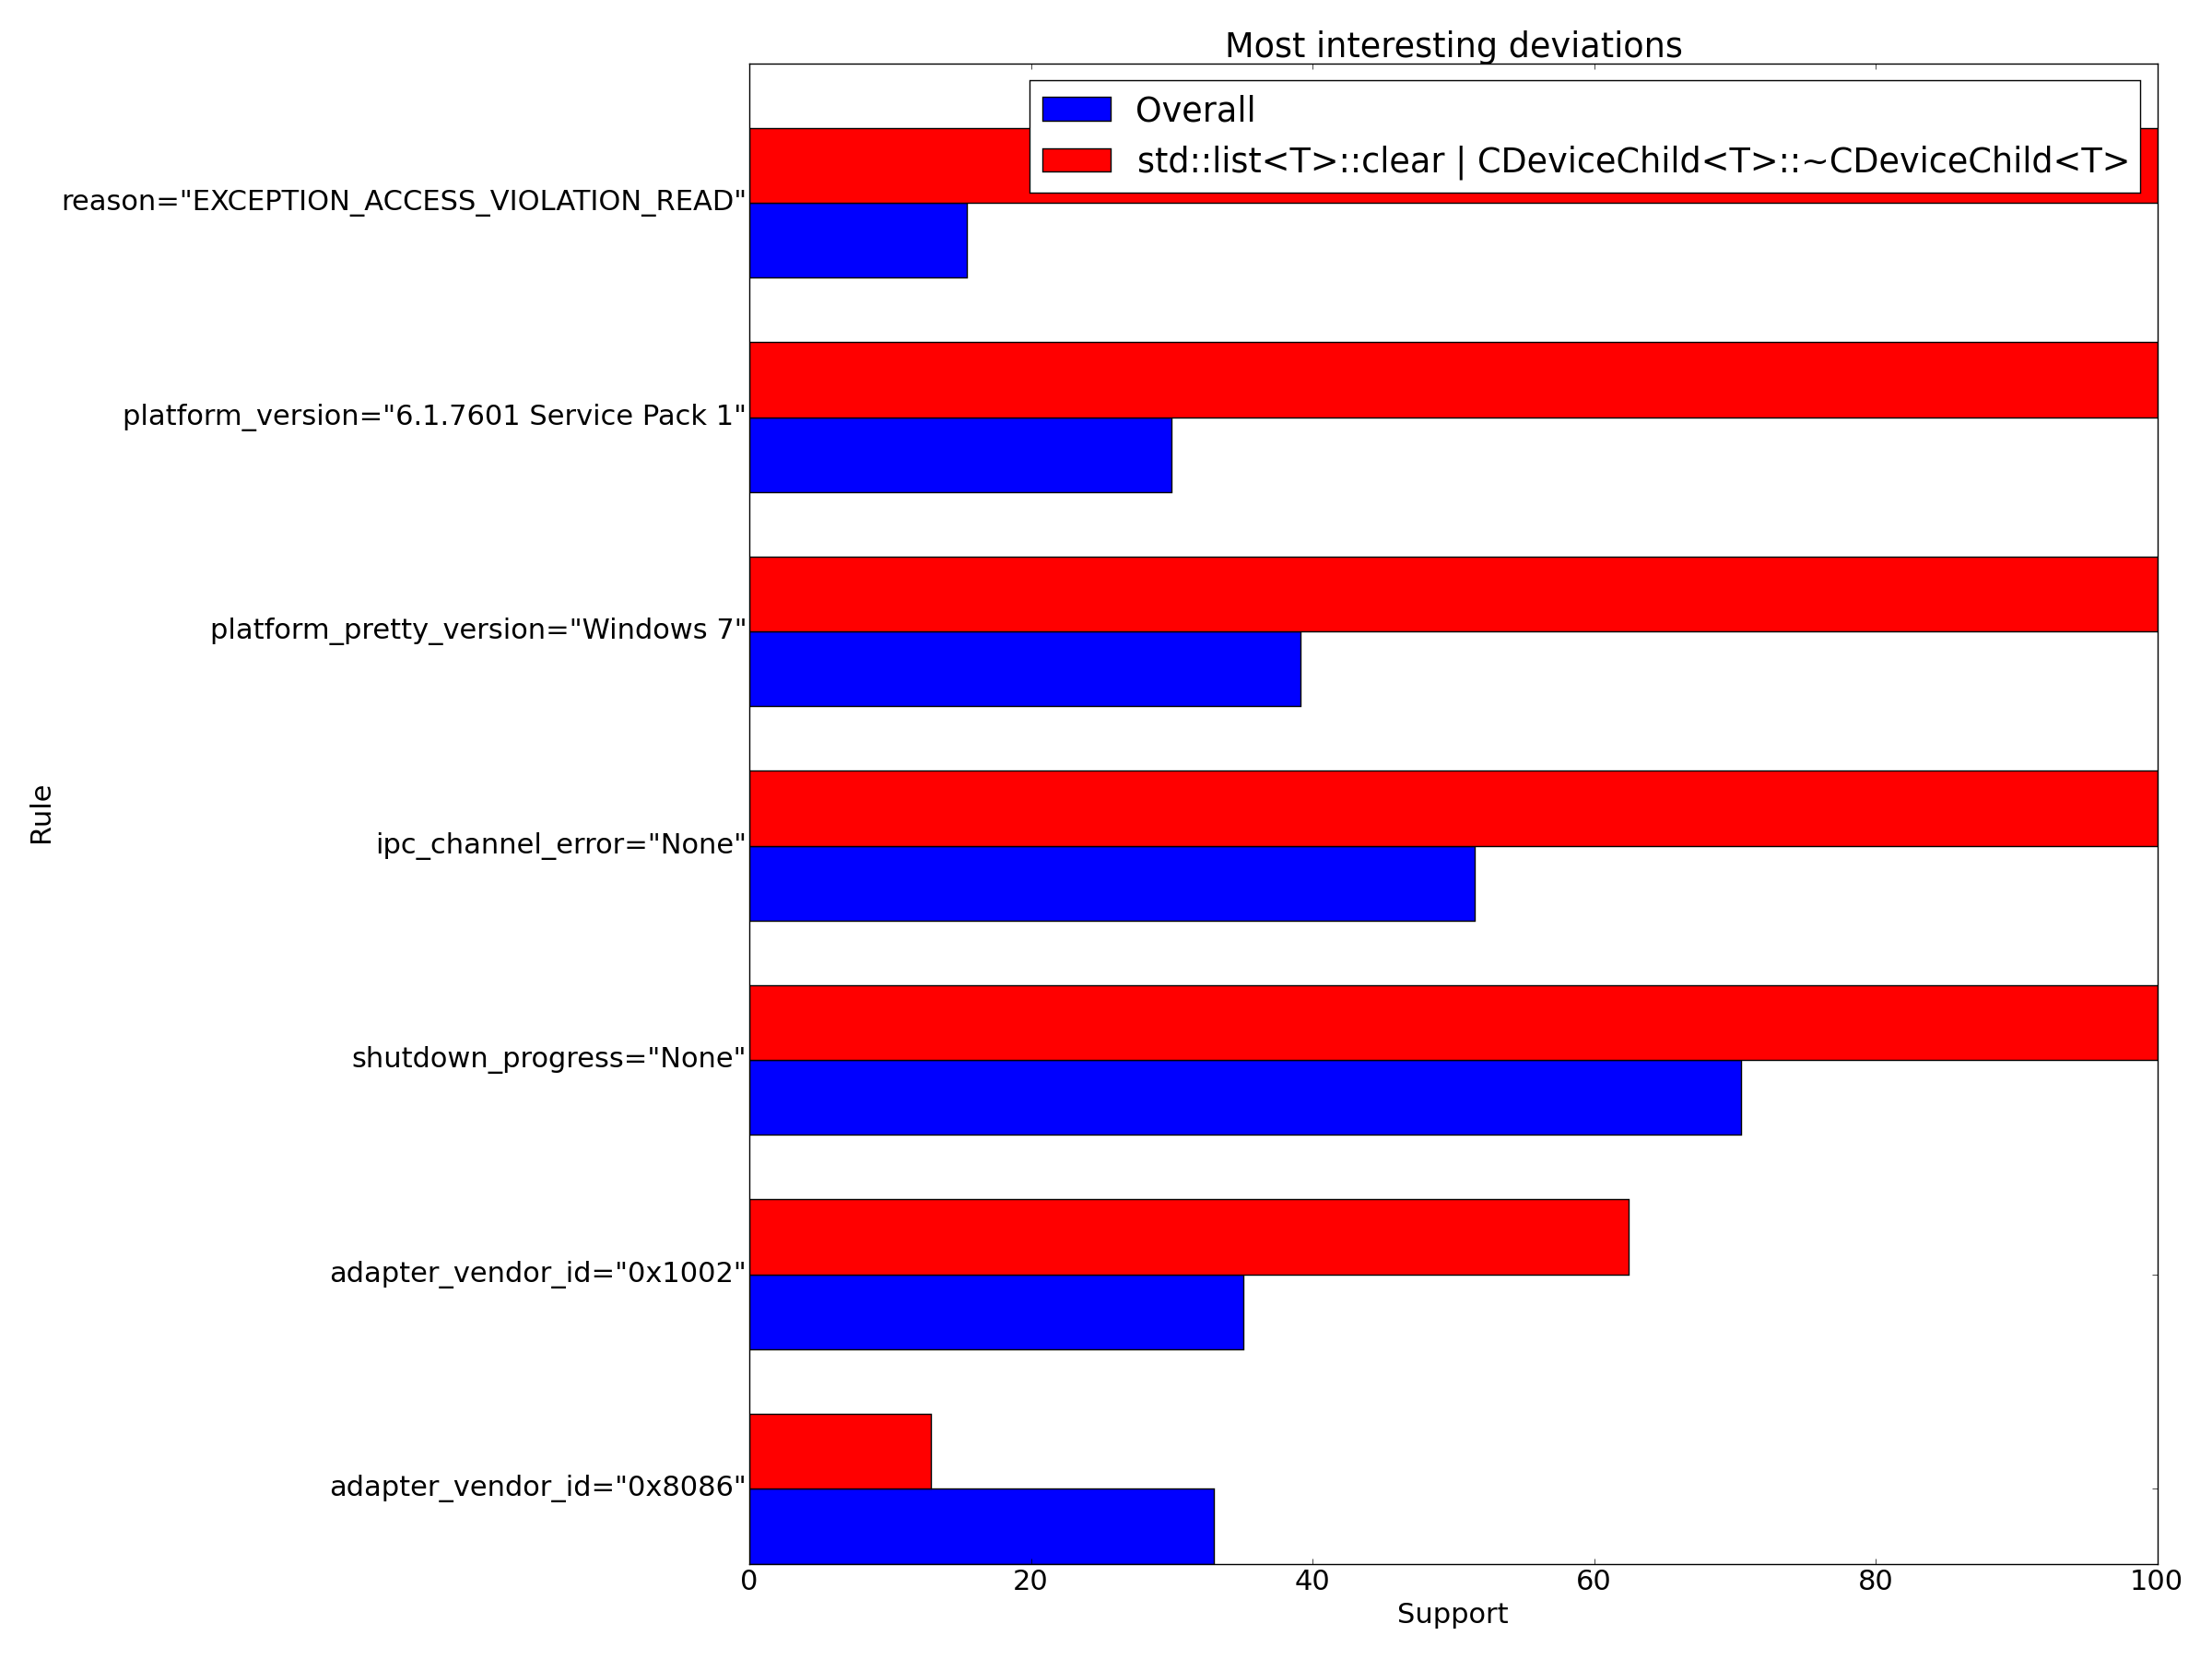 Most interesting deviations
Overall
std::list<T>::clear | CDeviceChild<T>::~CDeviceChild<T>
reason="EXCEPTION_ACCESS_VIOLATION_READ"
platform_version="6.1.7601 Service Pack 1"
platform_pretty_version="Windows 7"
ipc_channel_error="None"
shutdown_progress="None"
adapter_vendor_id="0x1002"
adapter_vendor_id="0x8086"
Rule
0 20 40 60 80 100
Support